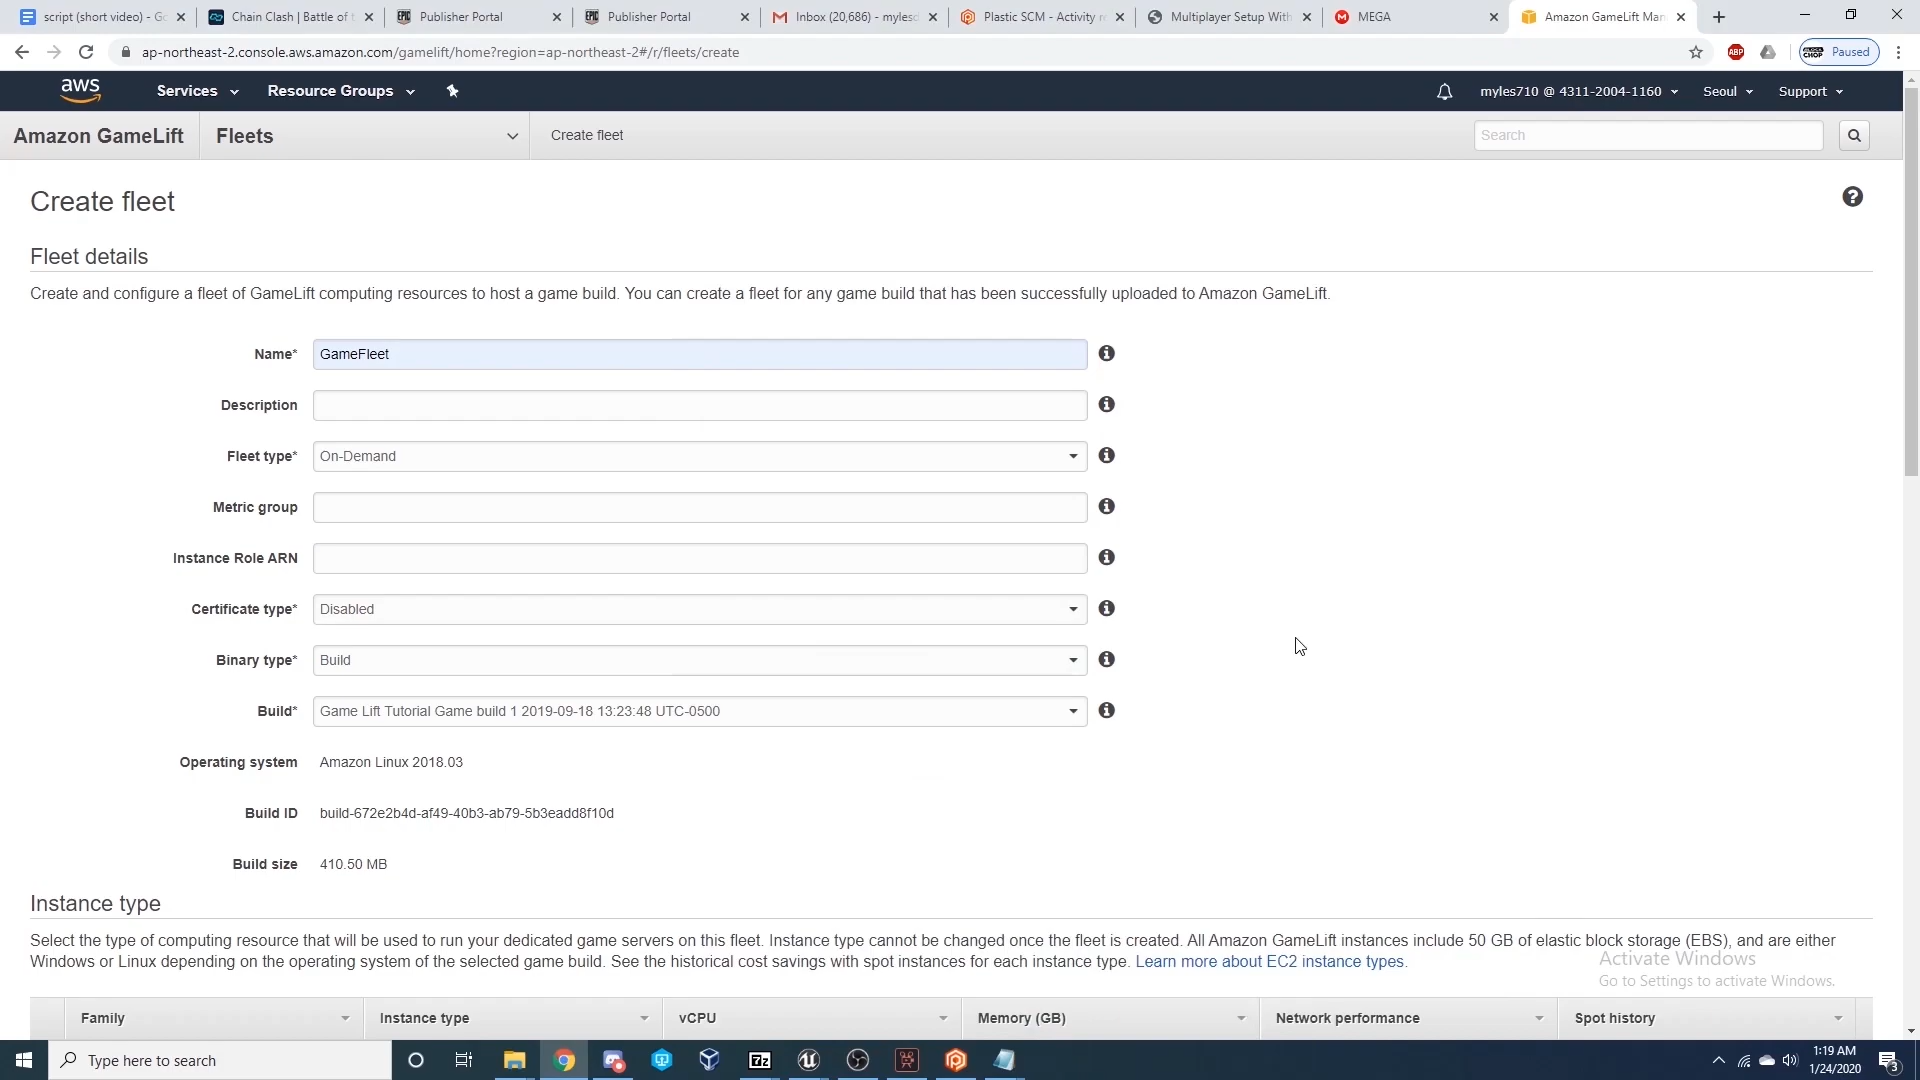 script (short video) - Go
Chain Clash | Battle of t
Publisher Portal
Publisher Portal
Inbox (20,686) - mylesc
Plastic SCM - Activity r
Multiplayer Setup With
MEGA
Amazon GameLift Man
ap-northeast-2.console.aws.amazon.com/gamelift/home?region=ap-northeast-2#/r/fleets/create
ABP
Paused
aws
Services
Resource Groups
myles710 @ 4311-2004-1160
Seoul
Support
Amazon GameLift
Fleets
Create fleet
Search
Create fleet
Fleet details
Create and configure a fleet of GameLift computing resources to host a game build. You can create a fleet for any game build that has been successfully uploaded to Amazon GameLift.
Name* GameFleet
Description
Fleet type* On-Demand
Metric group
Instance Role ARN
Certificate type* Disabled
Binary type* Build
Build* Game Lift Tutorial Game build 1 2019-09-18 13:23:48 UTC-0500
Operating system Amazon Linux 2018.03
Build ID build-672e2b4d-af49-40b3-ab79-5b3eadd8f10d
Build size 410.50 MB
Instance type
Select the type of computing resource that will be used to run your dedicated game servers on this fleet. Instance type cannot be changed once the fleet is created. All Amazon GameLift instances include 50 GB of elastic block storage (EBS), and are either
Windows or Linux depending on the operating system of the selected game build. See the historical cost savings with spot instances for each instance type. Learn more about EC2 instance types.
Activate Windows
Go to Settings to activate Windows.
Family
Instance type
vCPU
Memory (GB)
Network performance
Spot history
Type here to search
7z
1:19 AM
1/24/2020
3